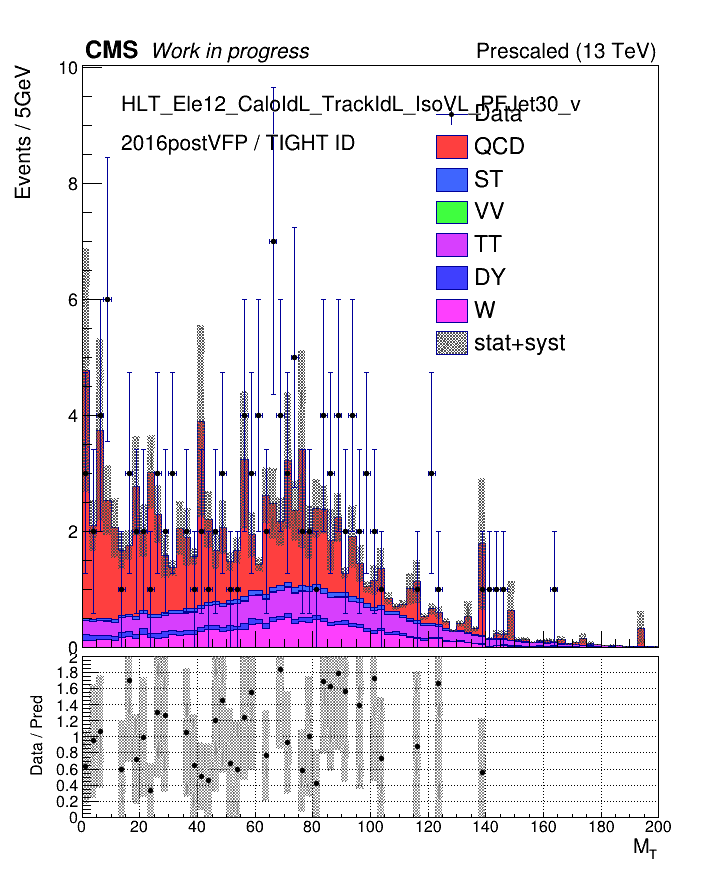 CMS Work in progress Prescaled (13 TeV)
Events / 5GeV
10
8
6
4
2
0
HLT_Ele12_CaloIdL_TrackIdL_IsoVL_PFJet30_v
2016postVFP / TIGHT ID
Data
QCD
ST
VV
TT
DY
W
stat+syst
Data / Pred
2
1.8
1.6
1.4
1.2
1
0.8
0.6
0.4
0.2
0
0 20 40 60 80 100 120 140 160 180 200
M_T